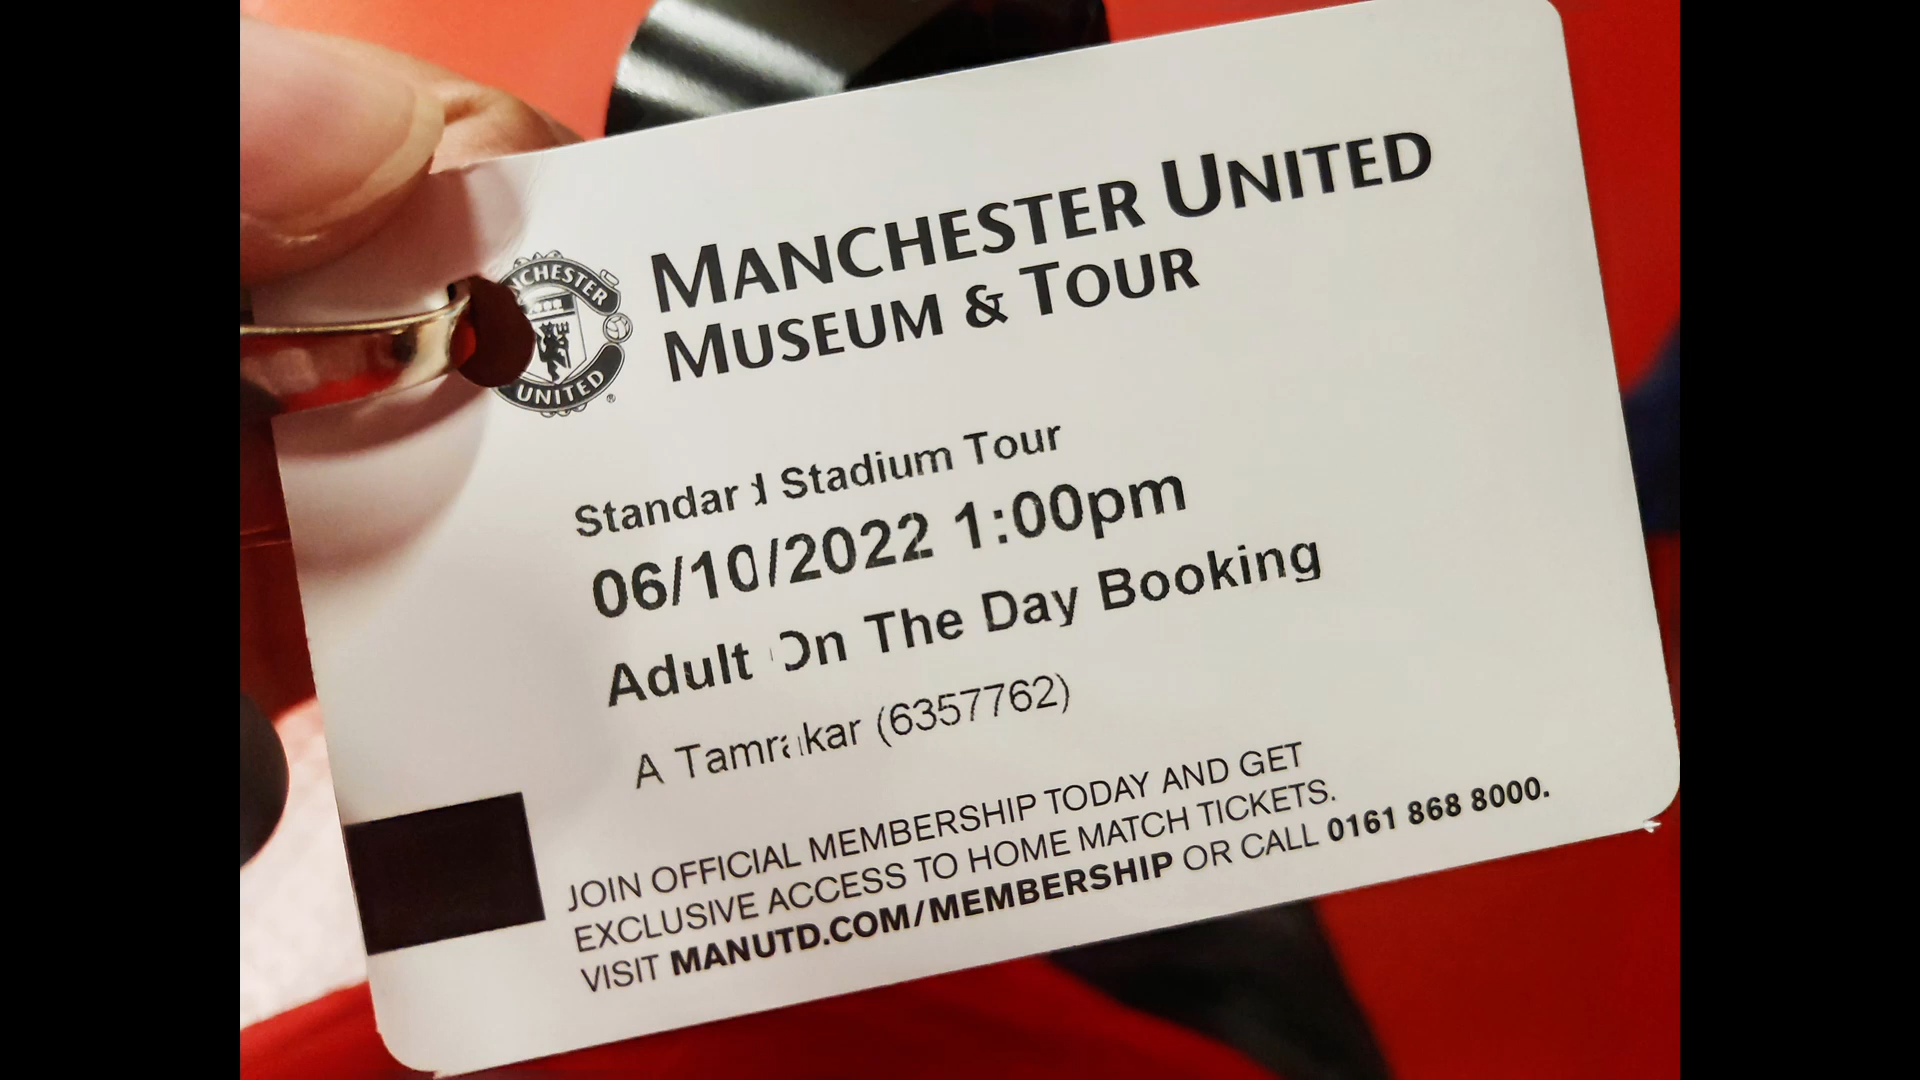 MANCHESTER UNITED
MUSEUM & TOUR
CHESTER
UNITED
®
Standard Stadium Tour
06/10/2022 1:00pm
Adult On The Day Booking
A Tamrakar (6357762)
JOIN OFFICIAL MEMBERSHIP TODAY AND GET
EXCLUSIVE ACCESS TO HOME MATCH TICKETS.
VISIT MANUTD.COM/MEMBERSHIP OR CALL 0161 868 8000.